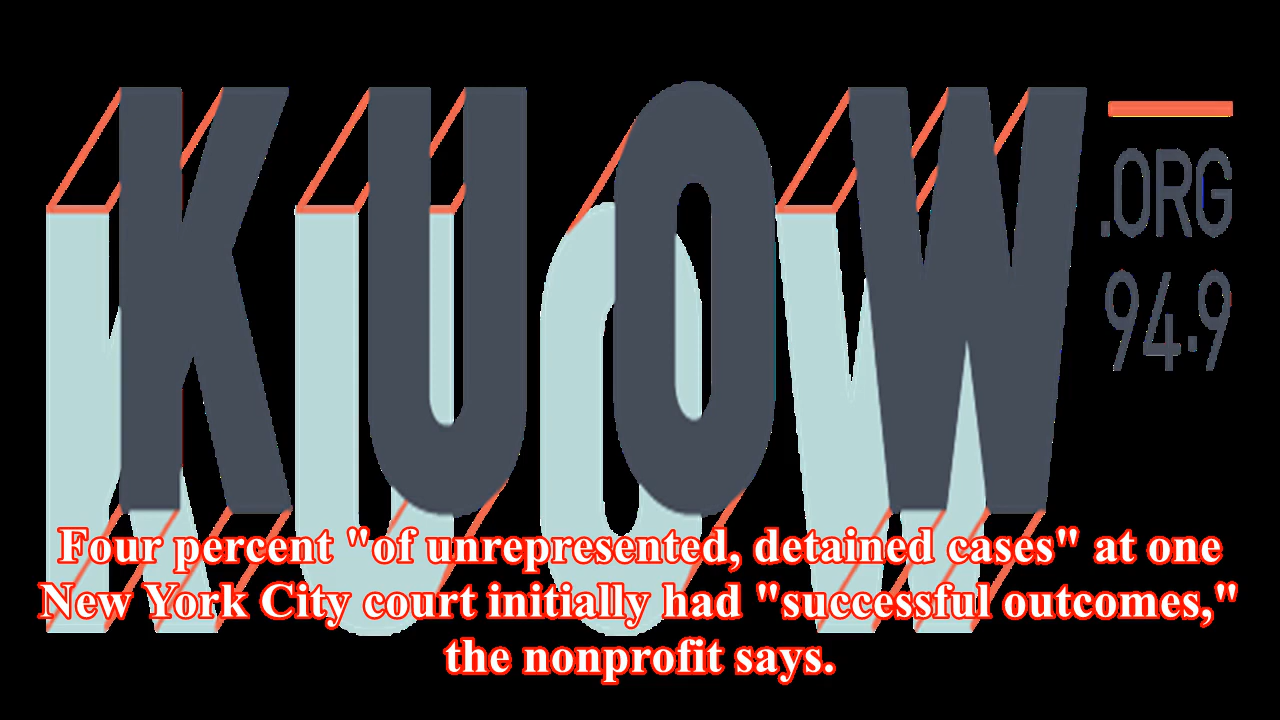 KUOW
.ORG
94.9
Four percent "of unrepresented, detained cases" at one
New York City court initially had "successful outcomes,"
the nonprofit says.